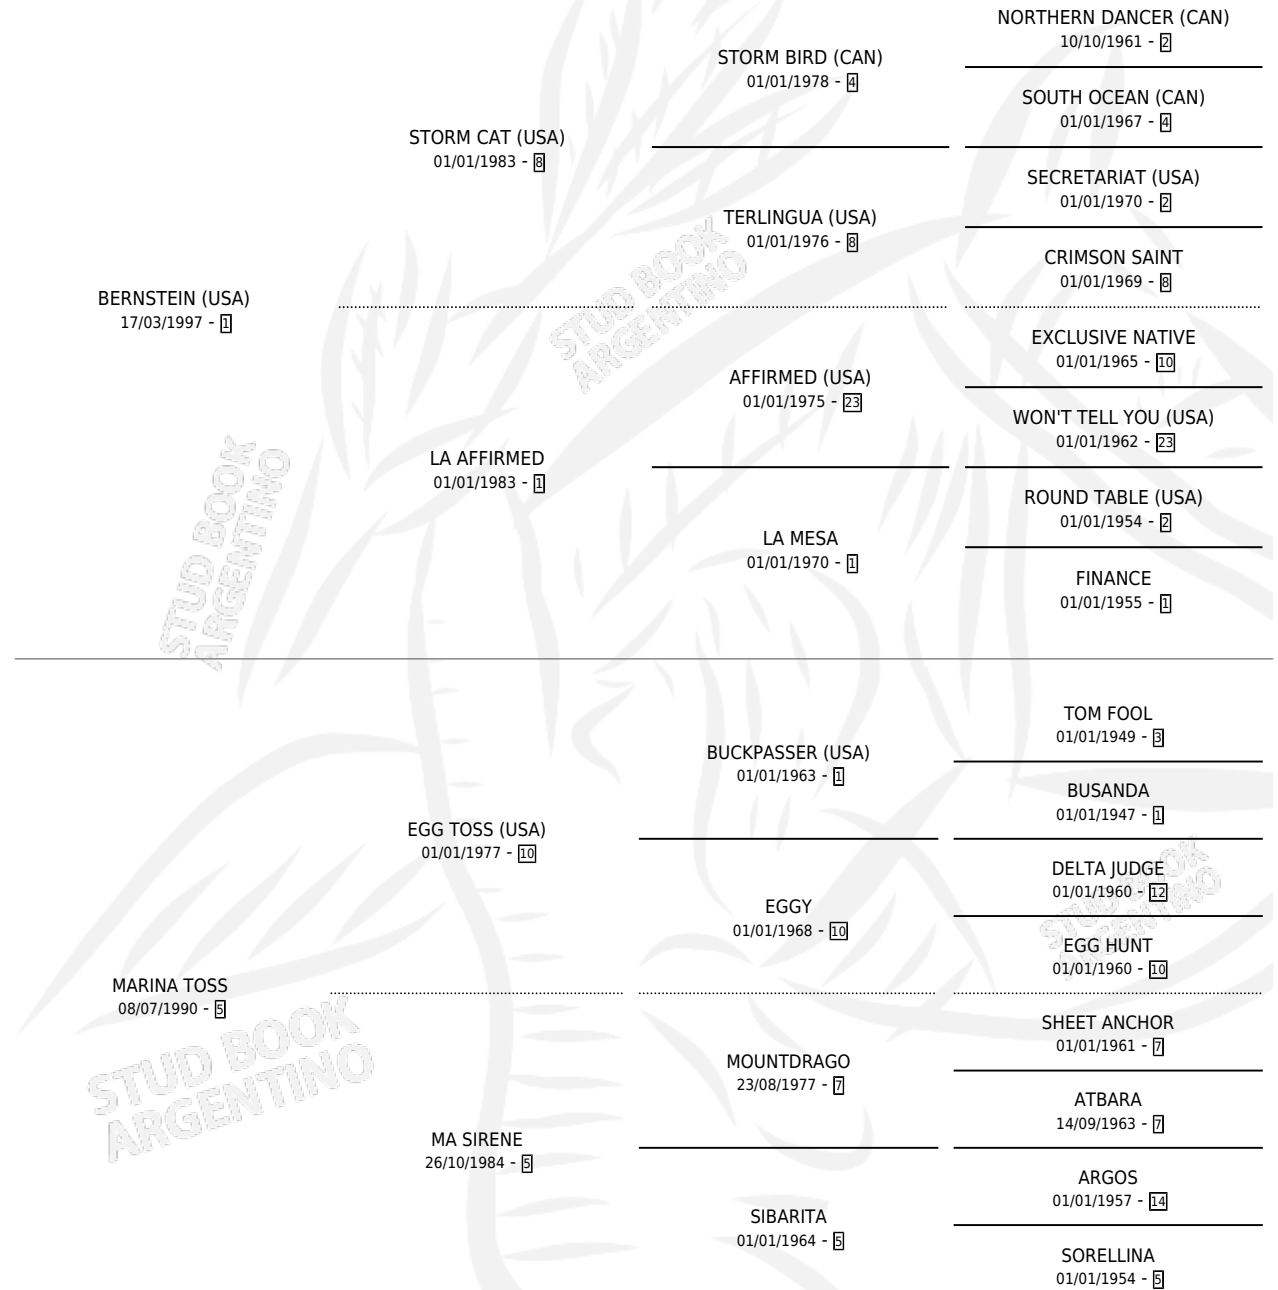 NORTHERN DANCER (CAN)
10/10/1961 - 2
STORM BIRD (CAN)
01/01/1978 - 4
SOUTH OCEAN (CAN)
01/01/1967 - 4
STORM CAT (USA)
01/01/1983 - 8
SECRETARIAT (USA)
01/01/1970 - 2
TERLINGUA (USA)
01/01/1976 - 8
CRIMSON SAINT
01/01/1969 - 8
BERNSTEIN (USA)
17/03/1997 - 1
EXCLUSIVE NATIVE
01/01/1965 - 10
AFFIRMED (USA)
01/01/1975 - 23
WON'T TELL YOU (USA)
01/01/1962 - 23
LA AFFIRMED
01/01/1983 - 1
ROUND TABLE (USA)
01/01/1954 - 2
LA MESA
01/01/1970 - 1
FINANCE
01/01/1955 - 1
TOM FOOL
01/01/1949 - 3
BUCKPASSER (USA)
01/01/1963 - 1
BUSANDA
01/01/1947 - 1
EGG TOSS (USA)
01/01/1977 - 10
DELTA JUDGE
01/01/1960 - 12
EGGY
01/01/1968 - 10
EGG HUNT
01/01/1960 - 10
MARINA TOSS
08/07/1990 - 5
SHEET ANCHOR
01/01/1961 - 7
MOUNTDRAGO
23/08/1977 - 7
ATBARA
14/09/1963 - 7
MA SIRENE
26/10/1984 - 5
ARGOS
01/01/1957 - 14
SIBARITA
01/01/1964 - 5
SORELLINA
01/01/1954 - 5
STUD BOOK
ARGENTINO
STUD BOOK
ARGENTINO
STUD BOOK
ARGENTINO
STUD BOOK
ARGENTINO